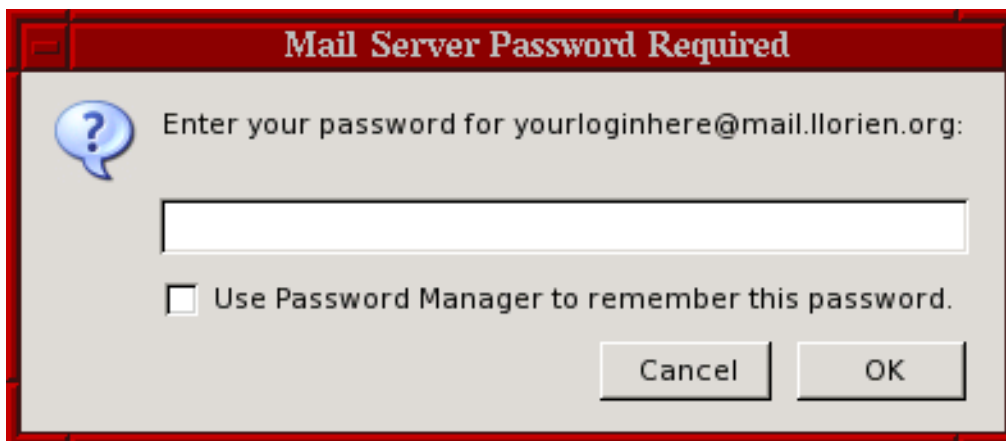 Mail Server Password Required
Enter your password for yourloginhere@mail.llorien.org:
Use Password Manager to remember this password.
Cancel OK